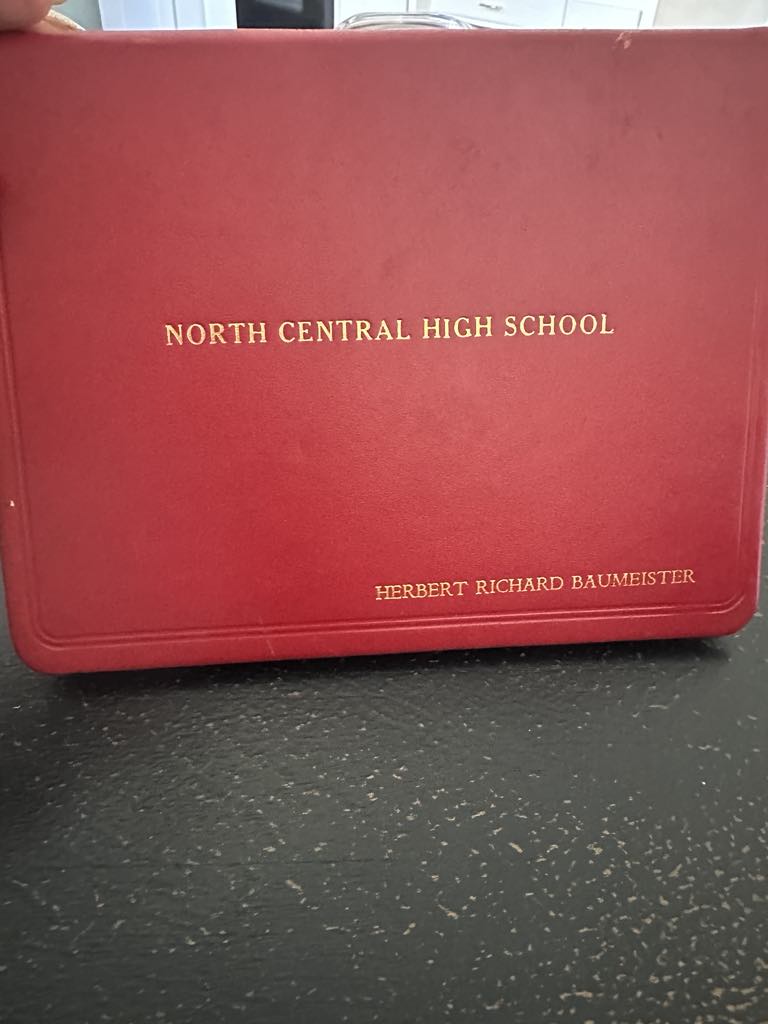 NORTH CENTRAL HIGH SCHOOL
HERBERT RICHARD BAUMEISTER